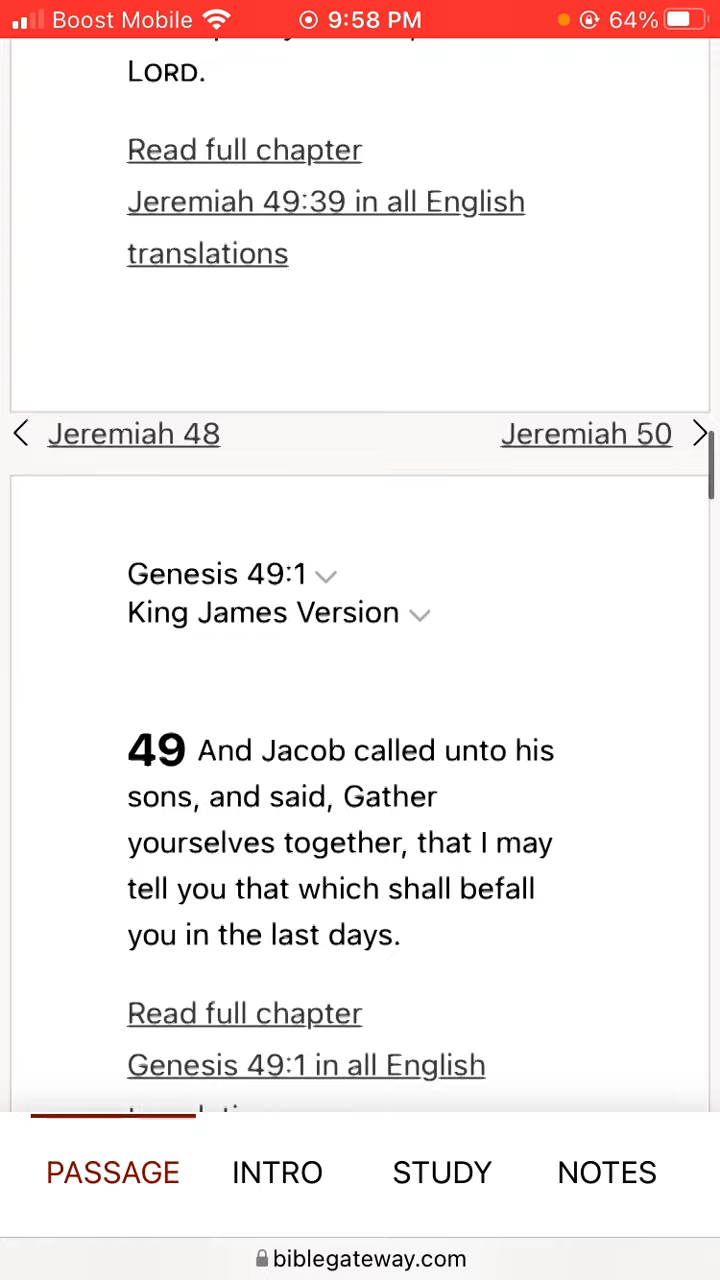 Boost Mobile 9:58 PM 64%
LORD.
Read full chapter
Jeremiah 49:39 in all English
translations
Jeremiah 48 Jeremiah 50
Genesis 49:1
King James Version
49 And Jacob called unto his
sons, and said, Gather
yourselves together, that I may
tell you that which shall befall
you in the last days.
Read full chapter
Genesis 49:1 in all English
PASSAGE INTRO STUDY NOTES
biblegateway.com